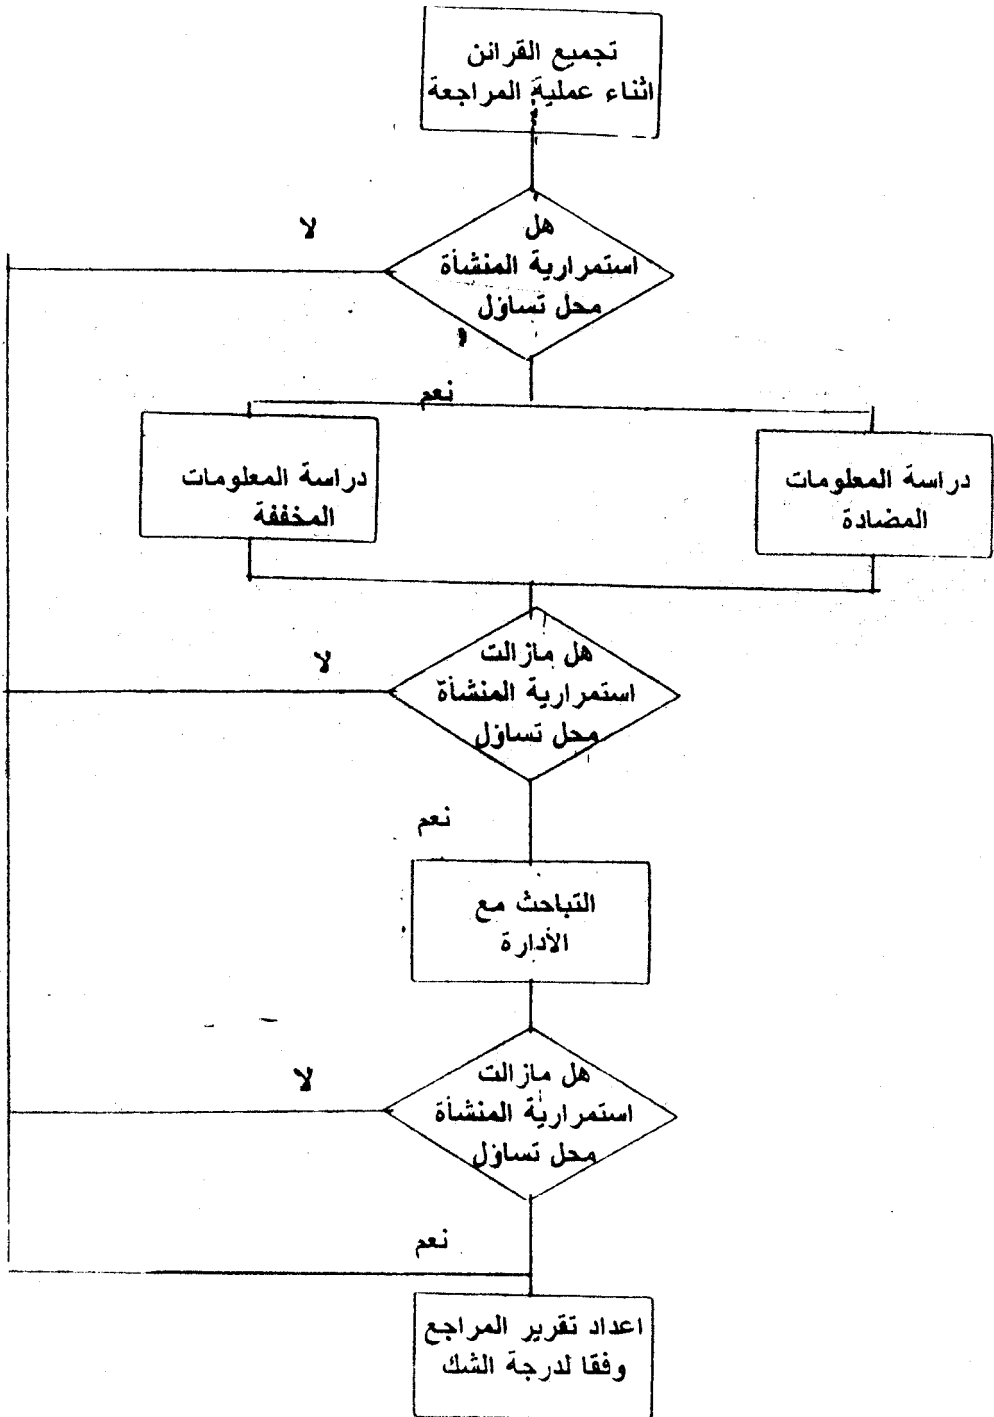 تجميع القرائن
اثناء عملية المراجعة
لا
هل
استمرارية المنشأة
محل تساؤل
نعم
دراسة المعلومات
المضادة
دراسة المعلومات
المخففة
لا
هل مازالت
استمرارية المنشأة
محل تساؤل
نعم
التباحث مع
الأدارة
لا
هل مازالت
استمرارية المنشأة
محل تساؤل
نعم
اعداد تقرير المراجع
وفقا لدرجة الشك